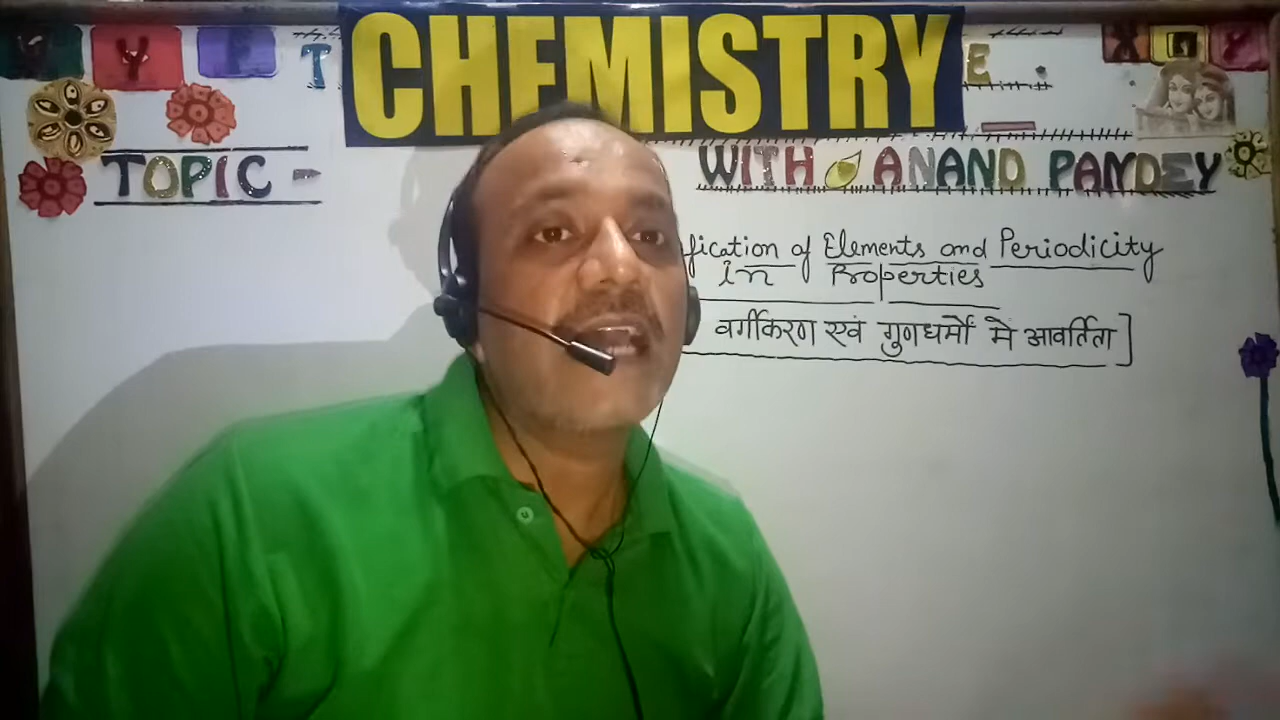 CHEMISTRY
TOPIC -
WITH ANAND PANDEY
fication of Elements and Periodicity
in Properties
वर्गीकरण एवं गुणधर्मो मे आवर्तिता]